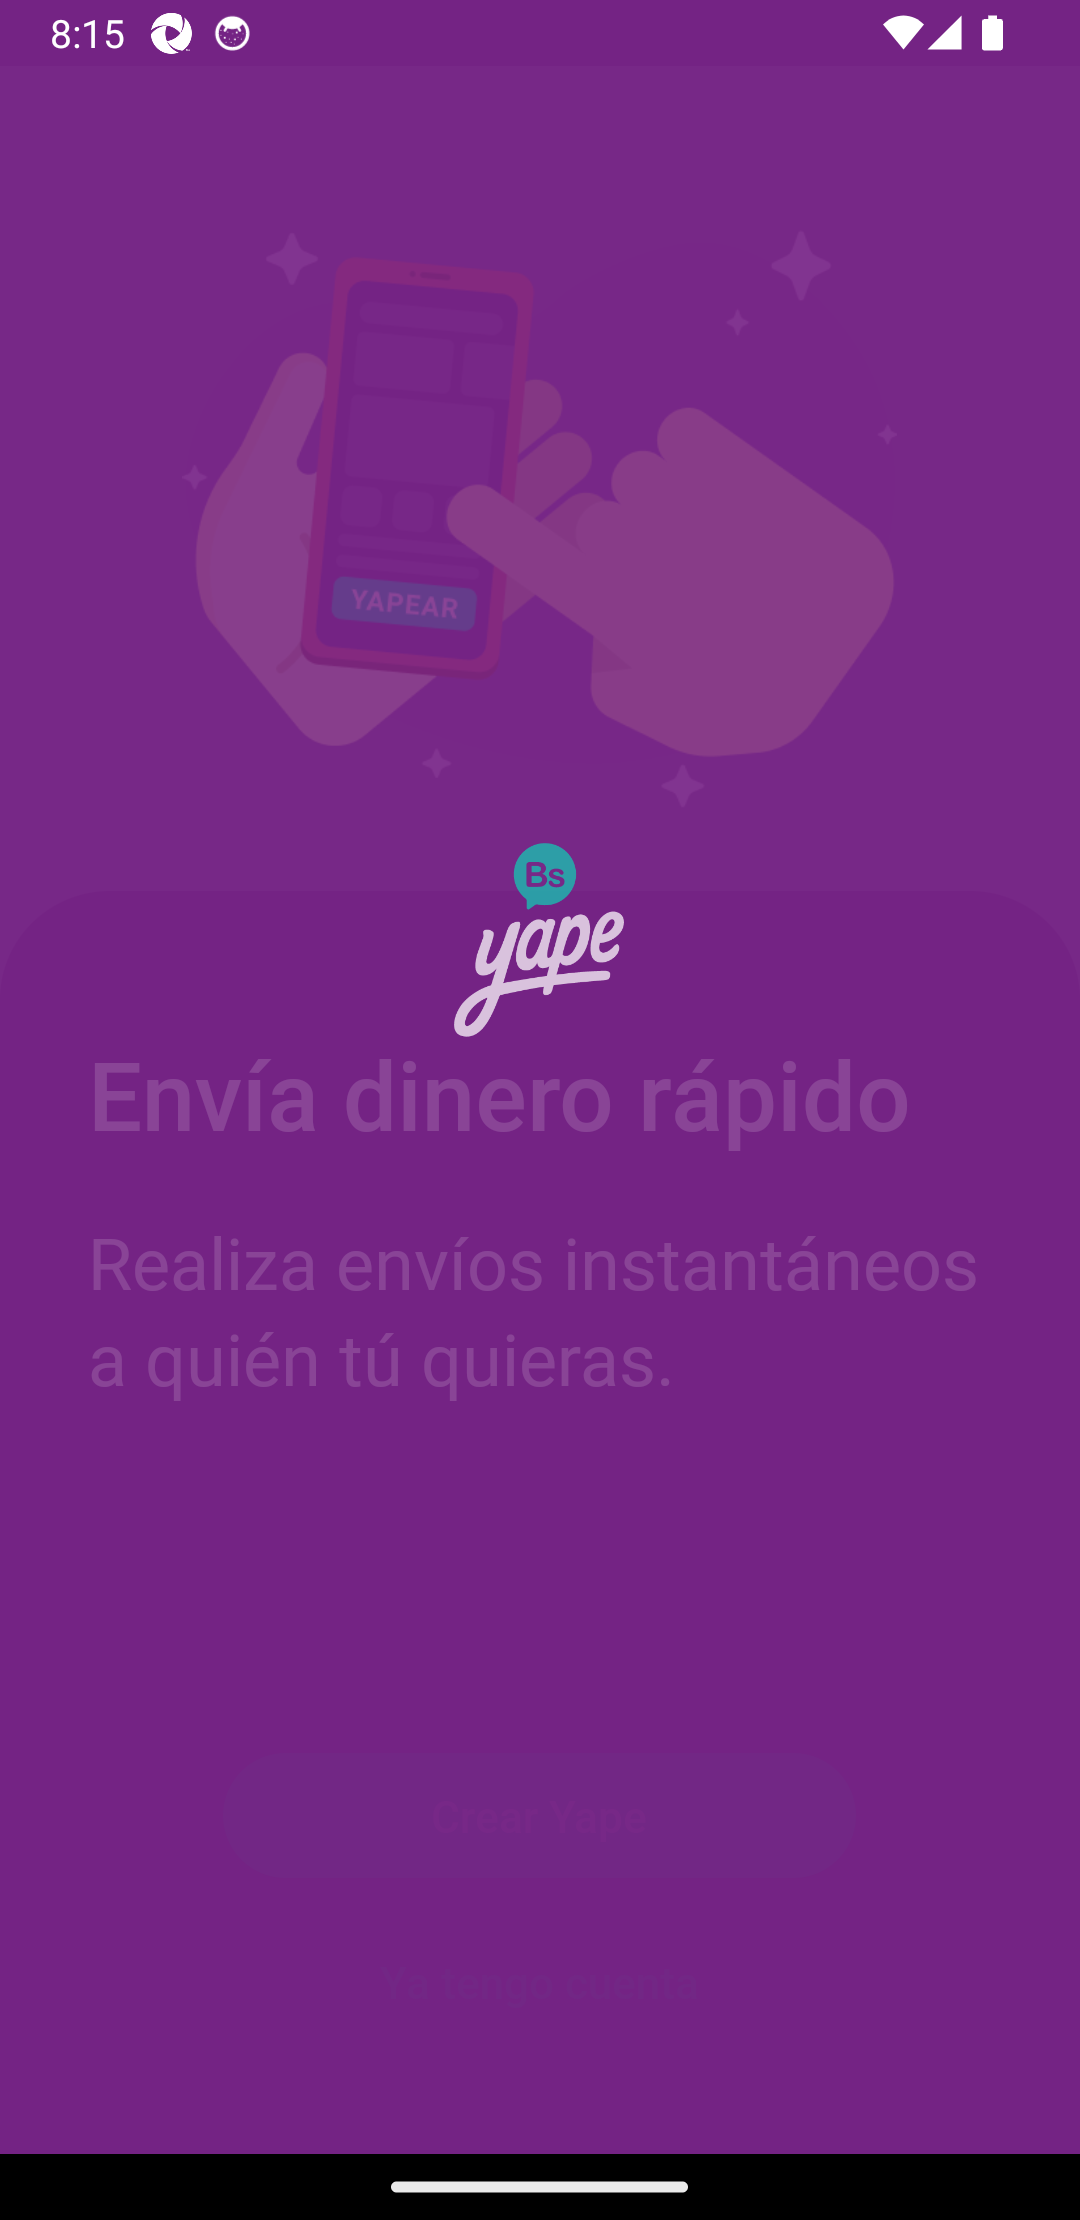 8:15
YAPEAR
Bs
yape
Envía dinero rápido
Realiza envíos instantáneos
a quién tú quieras.
Crear Yape
Ya tengo cuenta